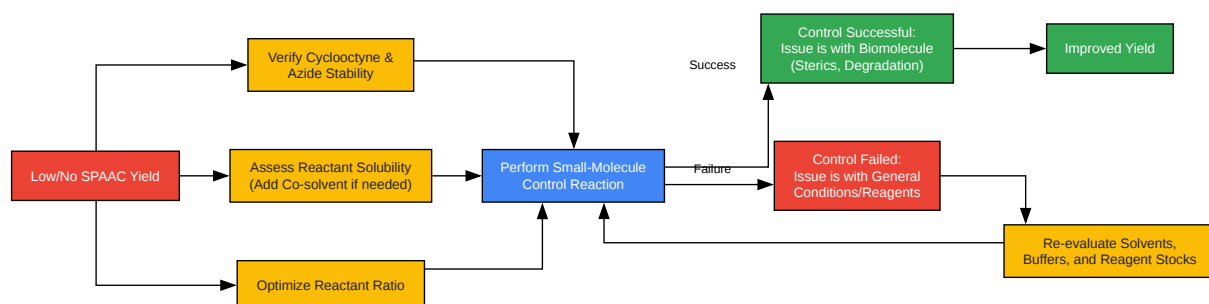 Low/No SPAAC Yield
Verify Cyclooctyne &
Azide Stability
Assess Reactant Solubility
(Add Co-solvent if needed)
Optimize Reactant Ratio
Perform Small-Molecule
Control Reaction
Success
Failure
Control Successful:
Issue is with Biomolecule
(Sterics, Degradation)
Improved Yield
Control Failed:
Issue is with General
Conditions/Reagents
Re-evaluate Solvents,
Buffers, and Reagent Stocks